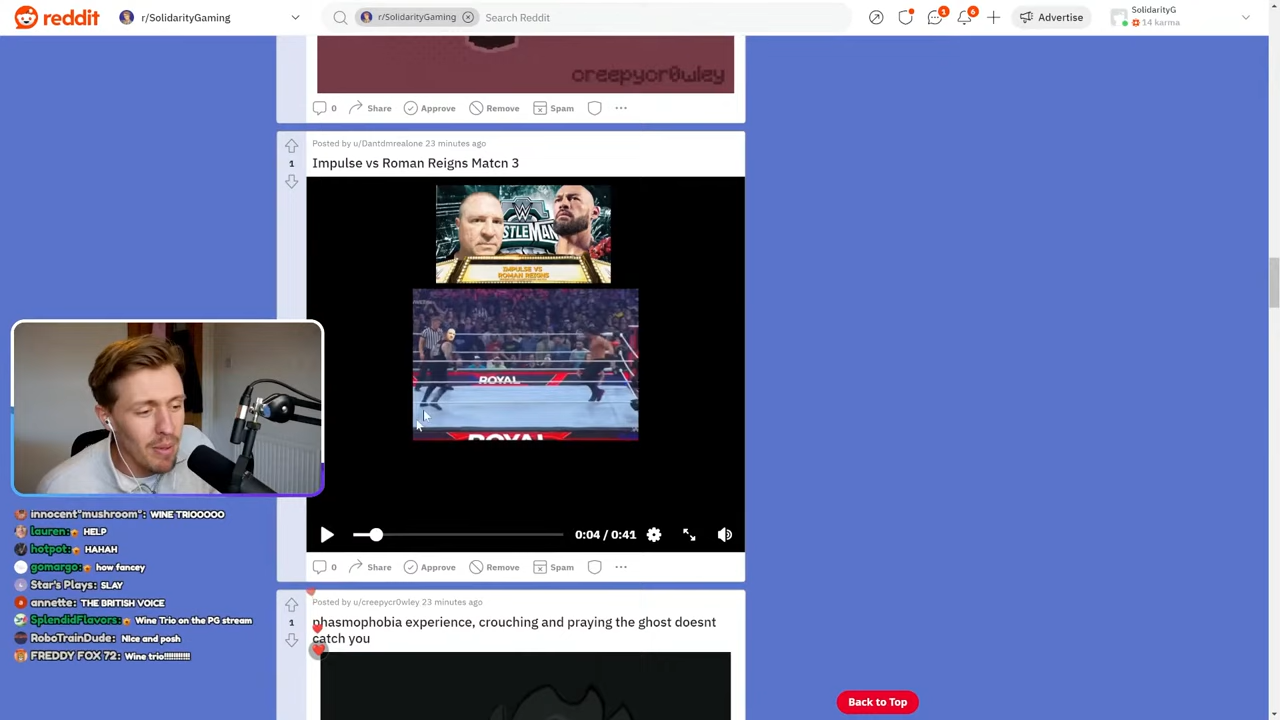 reddit
r/SolidarityGaming
r/SolidarityGaming
Search Reddit
1
6
Advertise
SolidarityG
14 karma
creepycr0wley
0
Share
Approve
Remove
Spam
Posted by u/Dantdmrealone 23 minutes ago
1
Impulse vs Roman Reigns Match 3
IMPULSE VS
ROMAN REIGNS
ROYAL
ROYAL
0:04 / 0:41
0
Share
Approve
Remove
Spam
Posted by u/creepycr0wley 23 minutes ago
1
phasmophobia experience, crouching and praying the ghost doesnt
catch you
innocent"mushroom": WINE TRIOOOOO
lauren: HELP
hotpot: HAHAH
gomargo: how fancey
Star's Plays: SLAY
annette: THE BRITISH VOICE
SplendidFlavors: Wine Trio on the PG stream
RoboTrainDude: Nice and posh
FREDDY FOX 72: Wine trio!!!!!!!!!!!
Back to Top